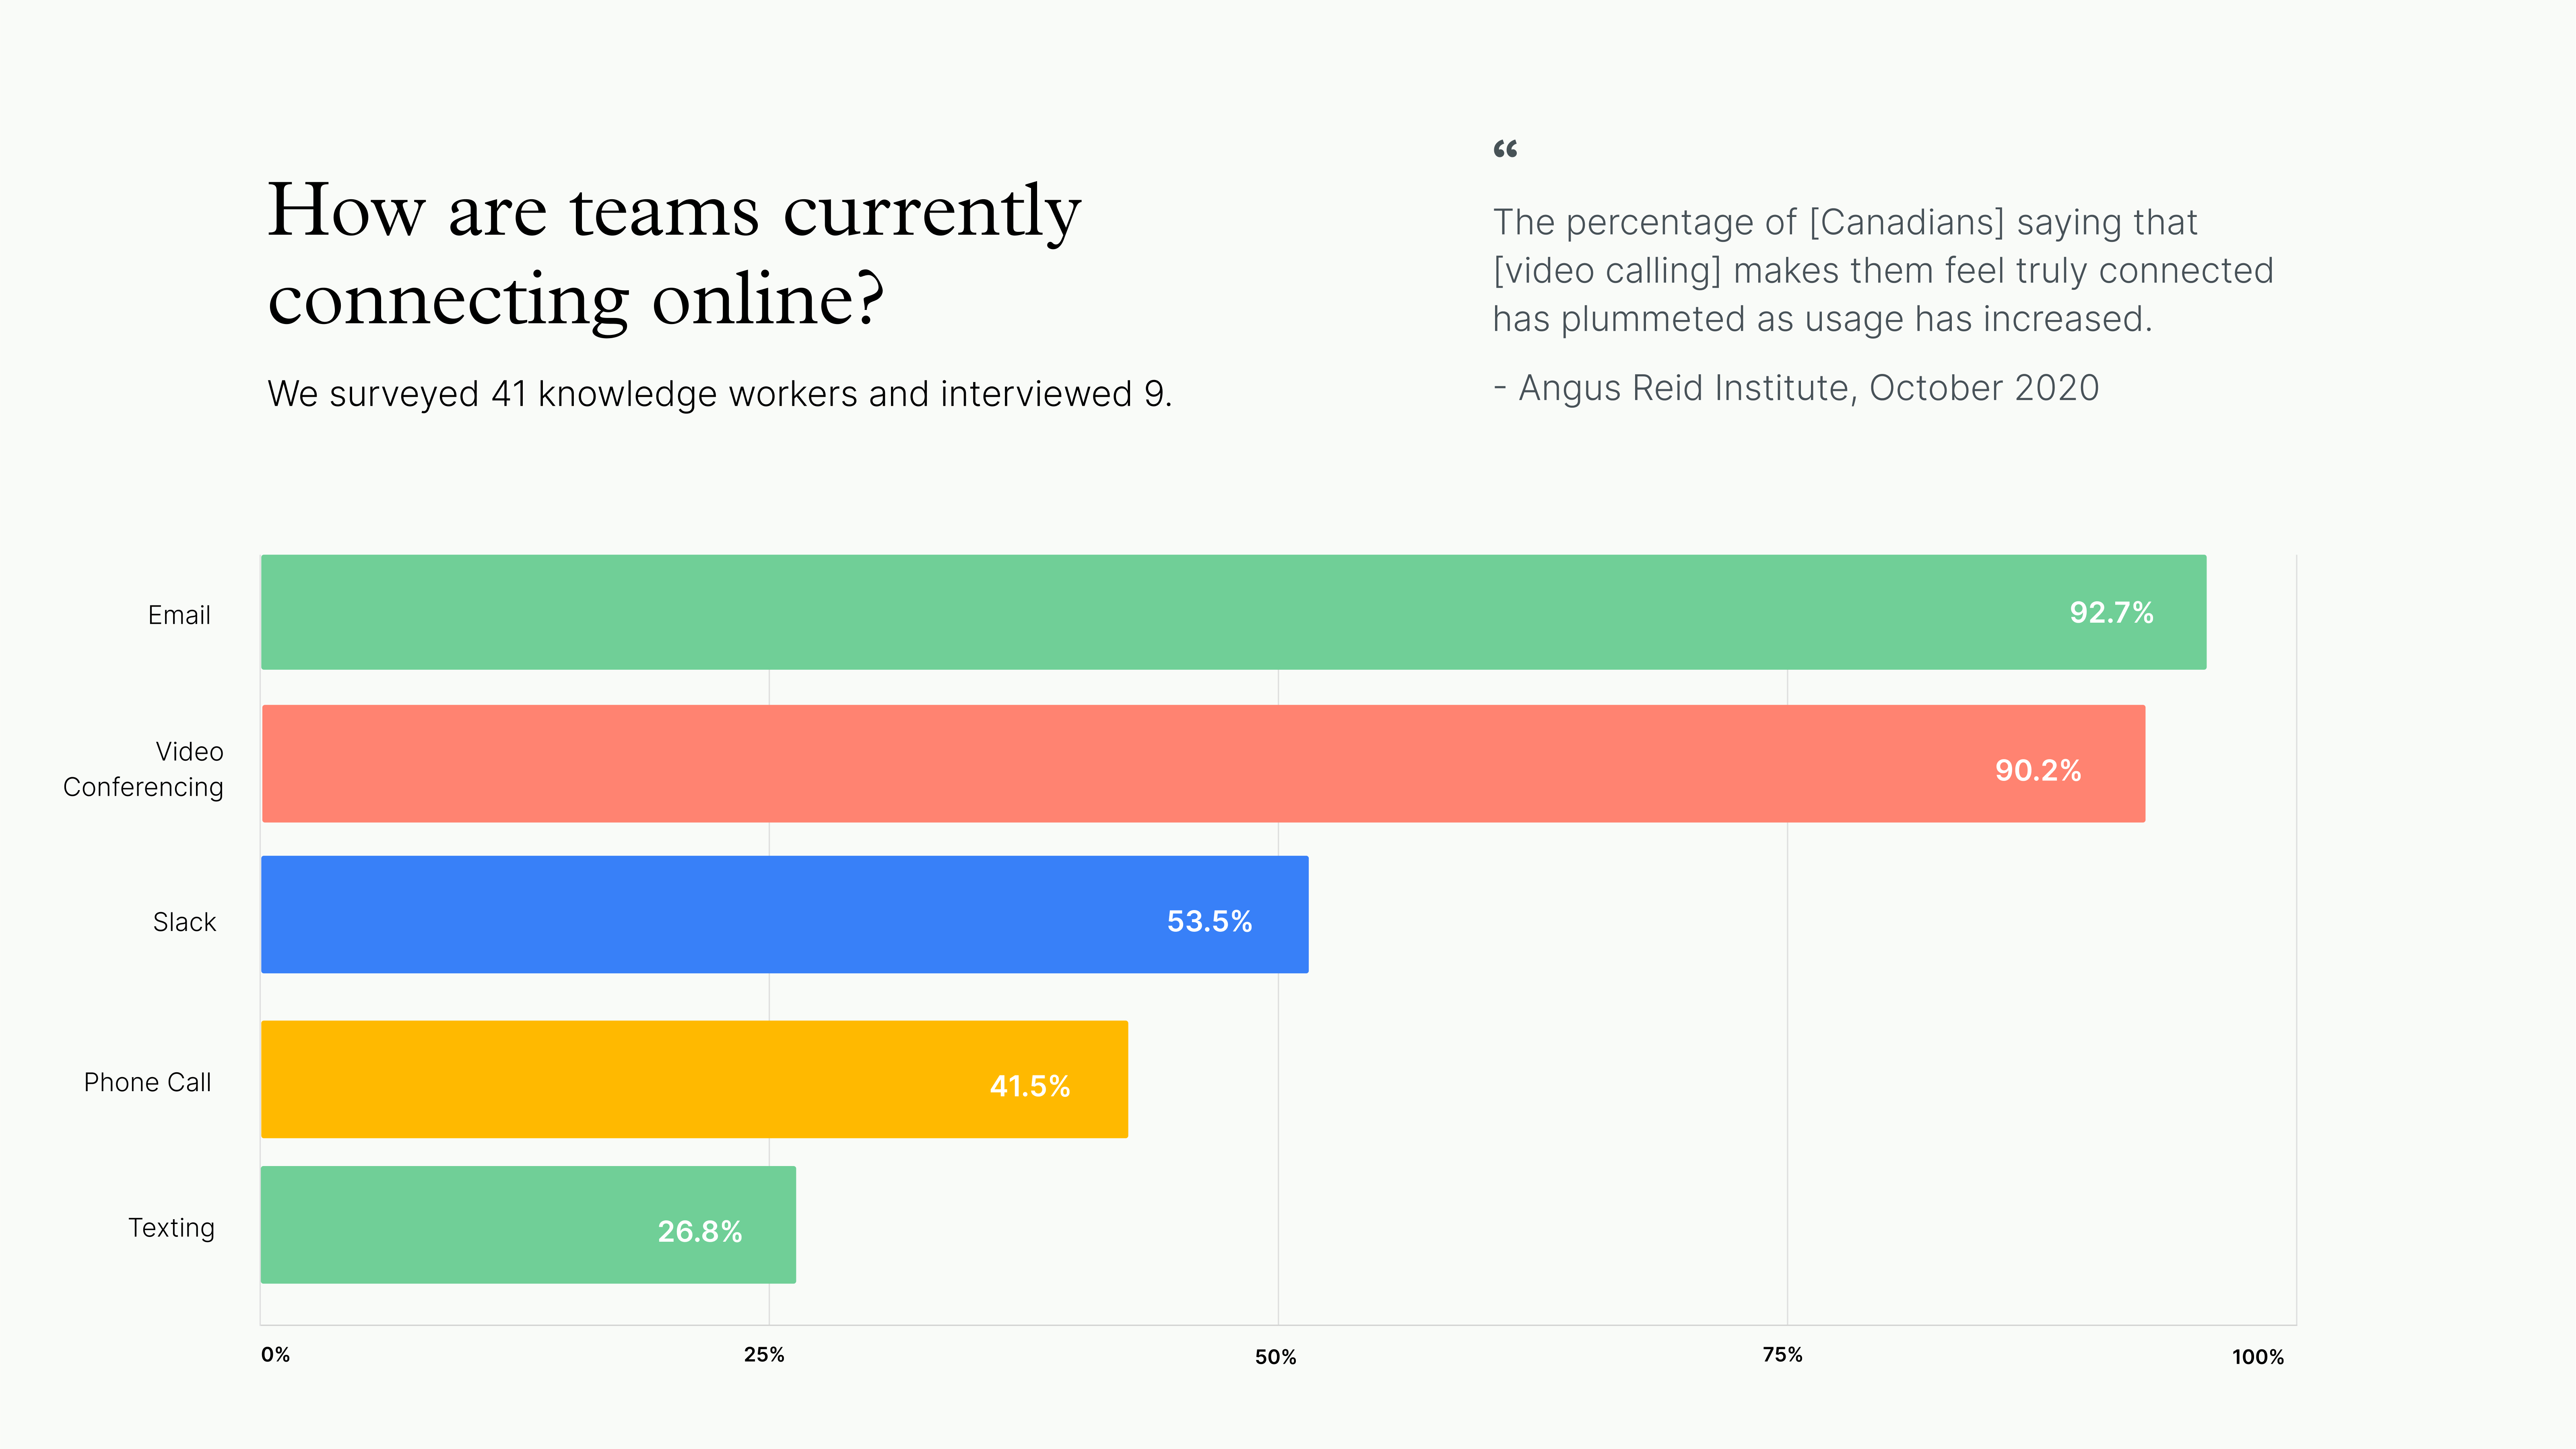 How are teams currently
connecting online?
We surveyed 41 knowledge workers and interviewed 9.
“
The percentage of [Canadians] saying that
[video calling] makes them feel truly connected
has plummeted as usage has increased.
- Angus Reid Institute, October 2020
Email
92.7%
Video
Conferencing
90.2%
Slack
53.5%
Phone Call
41.5%
Texting
26.8%
0%
25%
50%
75%
100%